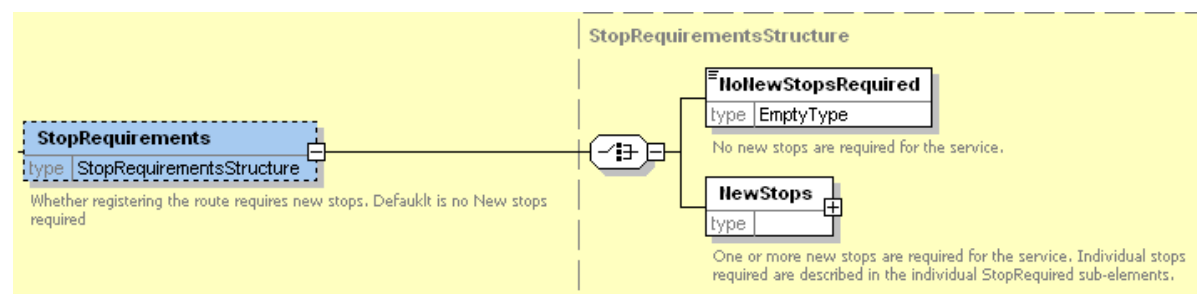 StopRequirementsStructure
NoNewStopsRequired
type EmptyType
No new stops are required for the service.
StopRequirements
type StopRequirementsStructure
Whether registering the route requires new stops. Defauklt is no New stops
required
NewStops
type
One or more new stops are required for the service. Individual stops
required are described in the individual StopRequired sub-elements.